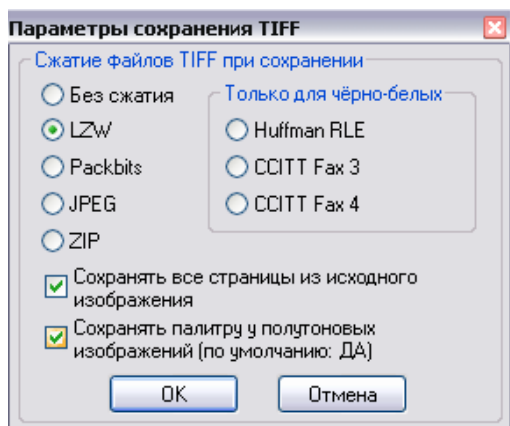 Параметры сохранения TIFF
Сжатие файлов TIFF при сохранении
Без сжатия
LZW
Packbits
JPEG
ZIP
Только для чёрно-белых
Huffman RLE
CCITT Fax 3
CCITT Fax 4
Сохранять все страницы из исходного
изображения
Сохранять палитру у полутоновых
изображений (по умолчанию: ДА)
OK
Отмена